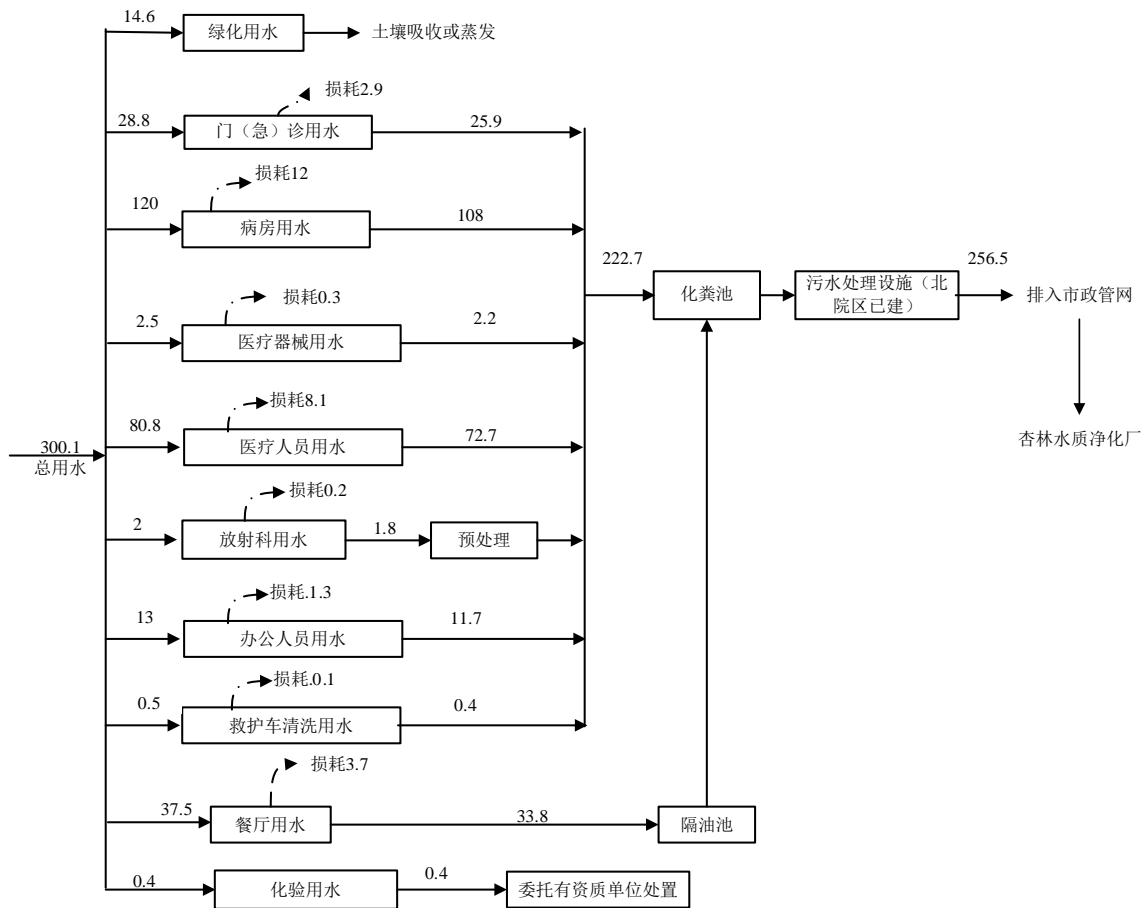 14.6
绿化用水
土壤吸收或蒸发
损耗2.9
28.8
门（急）诊用水
25.9
损耗12
120
病房用水
108
222.7
化粪池
污水处理设施（北
院区已建）
256.5
排入市政管网
损耗0.3
2.5
医疗器械用水
2.2
损耗8.1
80.8
医疗人员用水
72.7
杏林水质净化厂
300.1
总用水
损耗0.2
2
放射科用水
1.8
预处理
损耗.1.3
13
办公人员用水
11.7
损耗.0.1
0.5
救护车清洗用水
0.4
损耗3.7
37.5
餐厅用水
33.8
隔油池
0.4
化验用水
0.4
委托有资质单位处置